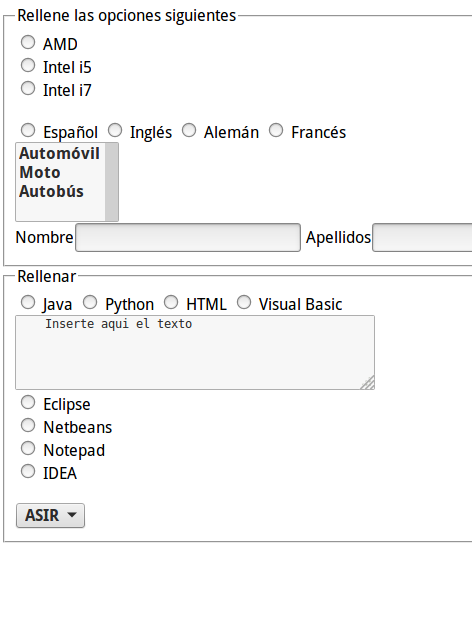 Rellene las opciones siguientes
AMD
Intel i5
Intel i7
Español Inglés Alemán Francés
Automóvil
Moto
Autobús
Nombre Apellidos
Rellenar
Java Python HTML Visual Basic
Inserte aqui el texto
Eclipse
Netbeans
Notepad
IDEA
ASIR